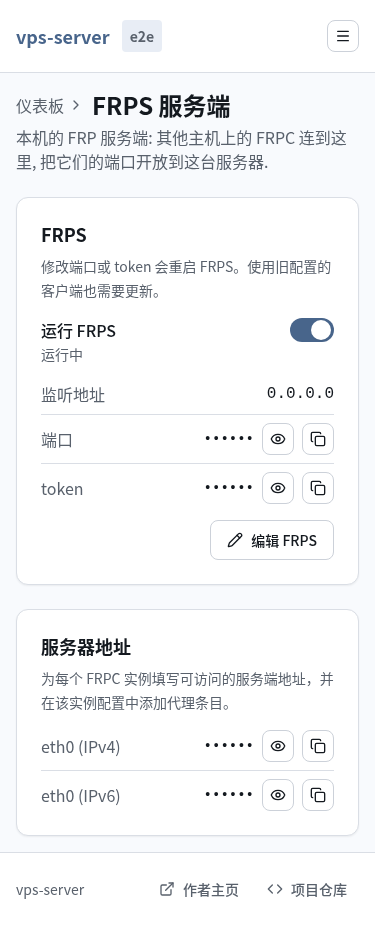 vps-server e2e
仪表板 > FRPS 服务端
本机的 FRP 服务端: 其他主机上的 FRPC 连到这
里, 把它们的端口开放到这台服务器.
FRPS
修改端口或 token 会重启 FRPS。使用旧配置的
客户端也需要更新。
运行 FRPS
运行中
监听地址 0.0.0.0
端口 ••••••
token ••••••
编辑 FRPS
服务器地址
为每个 FRPC 实例填写可访问的服务端地址，并
在该实例配置中添加代理条目。
eth0 (IPv4) ••••••
eth0 (IPv6) ••••••
vps-server 作者主页 项目仓库